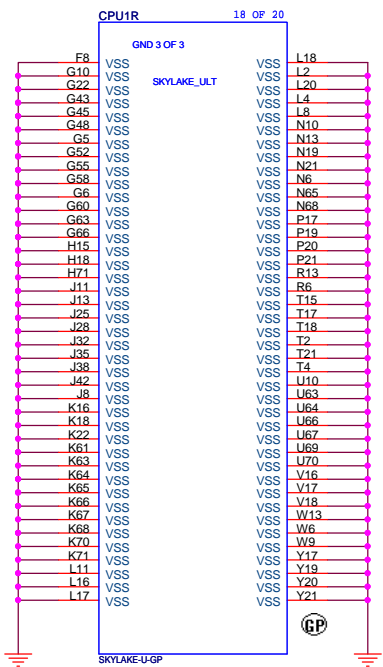 CPU1R 18 OF 20
GND 3 OF 3
SKYLAKE_ULT
F8 VSS VSS L18
G10 VSS VSS L2
G22 VSS VSS L20
G43 VSS VSS L4
G45 VSS VSS L8
G48 VSS VSS N10
G5 VSS VSS N13
G52 VSS VSS N19
G55 VSS VSS N21
G58 VSS VSS N6
G6 VSS VSS N65
G60 VSS VSS N68
G63 VSS VSS P17
G66 VSS VSS P19
H15 VSS VSS P20
H18 VSS VSS P21
H71 VSS VSS R13
J11 VSS VSS R6
J13 VSS VSS T15
J25 VSS VSS T17
J28 VSS VSS T18
J32 VSS VSS T2
J35 VSS VSS T21
J38 VSS VSS T4
J42 VSS VSS U10
J8 VSS VSS U63
K16 VSS VSS U64
K18 VSS VSS U66
K22 VSS VSS U67
K61 VSS VSS U69
K63 VSS VSS U70
K64 VSS VSS V16
K65 VSS VSS V17
K66 VSS VSS V18
K67 VSS VSS W13
K68 VSS VSS W6
K70 VSS VSS W9
K71 VSS VSS Y17
L11 VSS VSS Y19
L16 VSS VSS Y20
L17 VSS VSS Y21
GP
SKYLAKE-U-GP